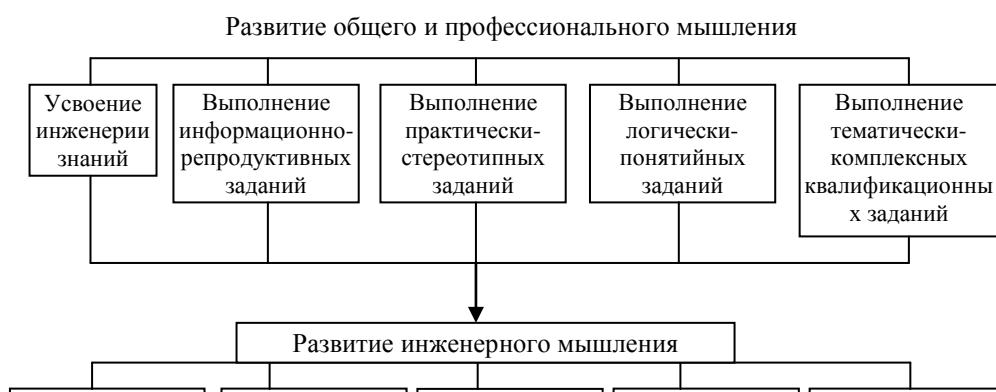 Развитие общего и профессионального мышления
Усвоение
инженерии
знаний
Выполнение
информационно-
репродуктивных
заданий
Выполнение
практически-
стереотипных
заданий
Выполнение
логически-
понятийных
заданий
Выполнение
тематически-
комплексных
квалификационны
х заданий
Развитие инженерного мышления